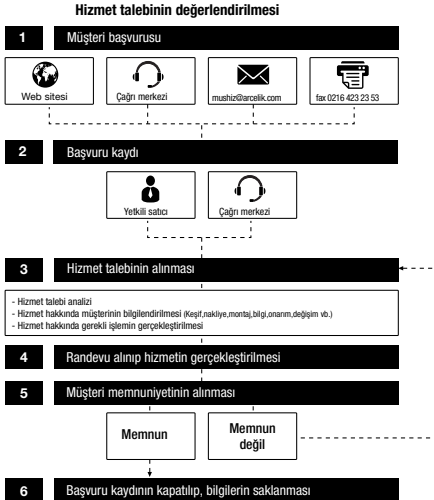 Hizmet talebinin değerlendirilmesi
1 Müşteri başvurusu
Web sitesi
Çağrı merkezi
mushiz@arcelik.com
fax 0216 423 23 53
2 Başvuru kaydı
Yetkili satıcı
Çağrı merkezi
3 Hizmet talebinin alınması
- Hizmet talebi analizi
- Hizmet hakkında müşterinin bilgilendirilmesi (Keşif,nakliye,montaj,bilgi,onarım,değişim vb.)
- Hizmet hakkında gerekli işlemin gerçekleştirilmesi
4 Randevu alınıp hizmetin gerçekleştirilmesi
5 Müşteri memnuniyetinin alınması
Memnun
Memnun
değil
6 Başvuru kaydının kapatılıp, bilgilerin saklanması